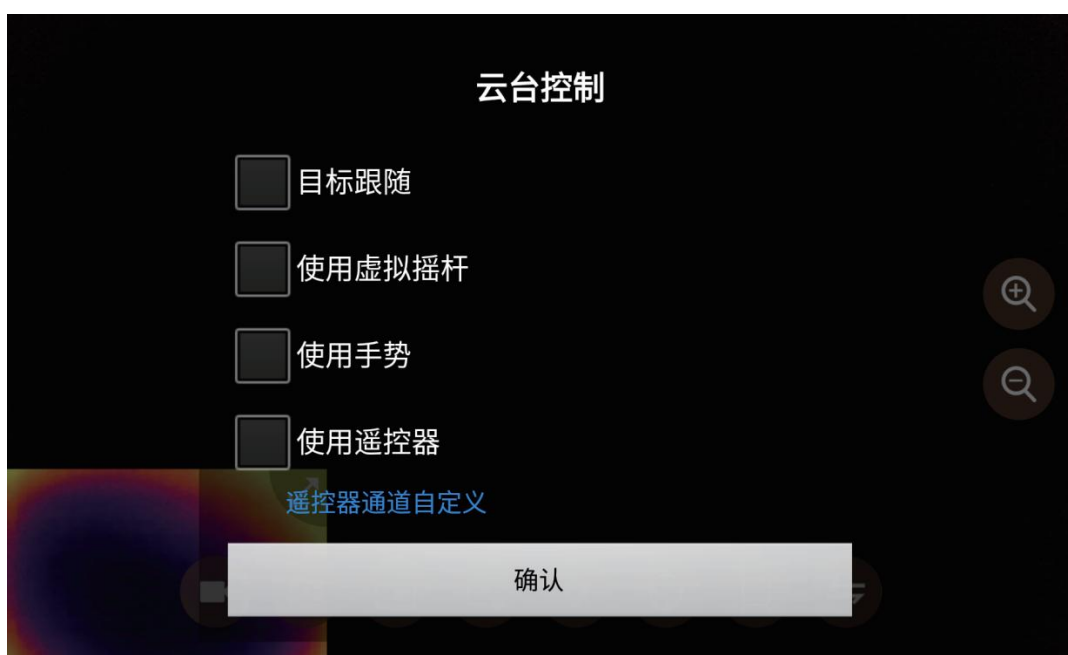 云台控制
目标跟随
使用虚拟摇杆
使用手势
使用遥控器
遥控器通道自定义
确认